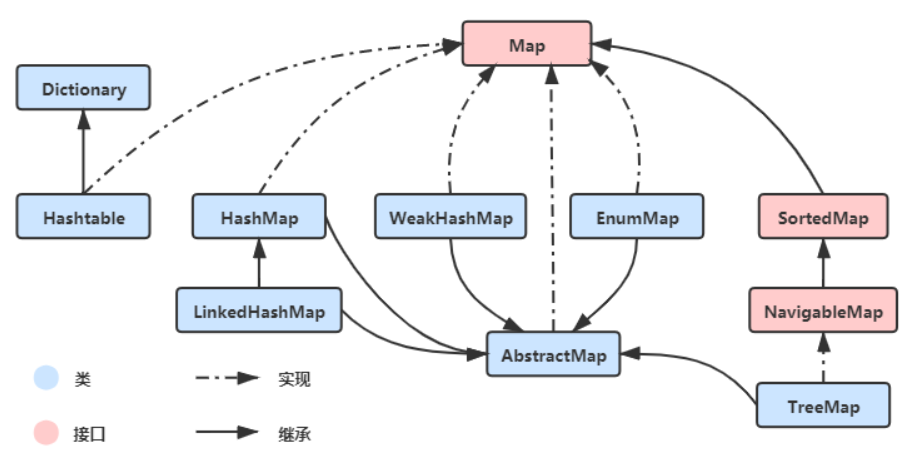 Map
Dictionary
Hashtable
HashMap
WeakHashMap
EnumMap
SortedMap
LinkedHashMap
NavigableMap
AbstractMap
类
实现
TreeMap
接口
继承